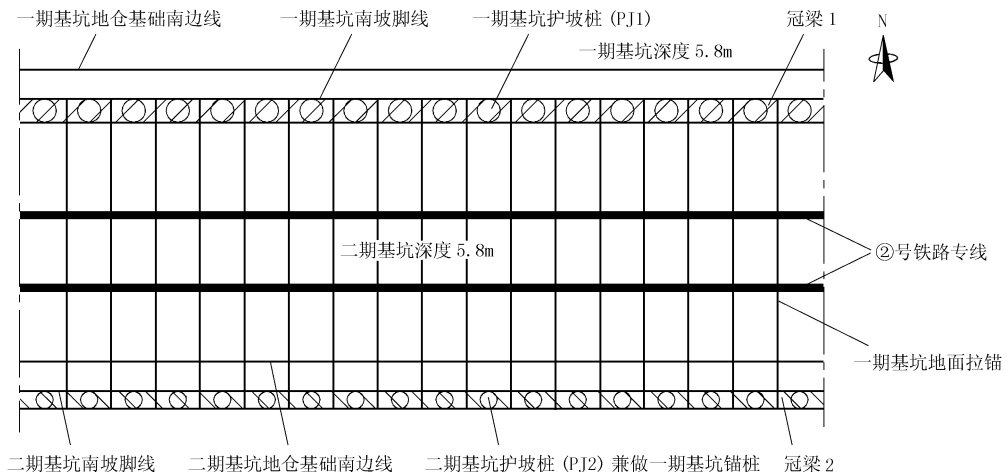 一期基坑地仓基础南边线
一期基坑南坡脚线
一期基坑护坡桩 (PJ1)
冠梁 1
N
一期基坑深度 5.8m
二期基坑深度 5.8m
②号铁路专线
一期基坑地面拉锚
二期基坑南坡脚线
二期基坑地仓基础南边线
二期基坑护坡桩 (PJ2) 兼做一期基坑锚桩
冠梁 2